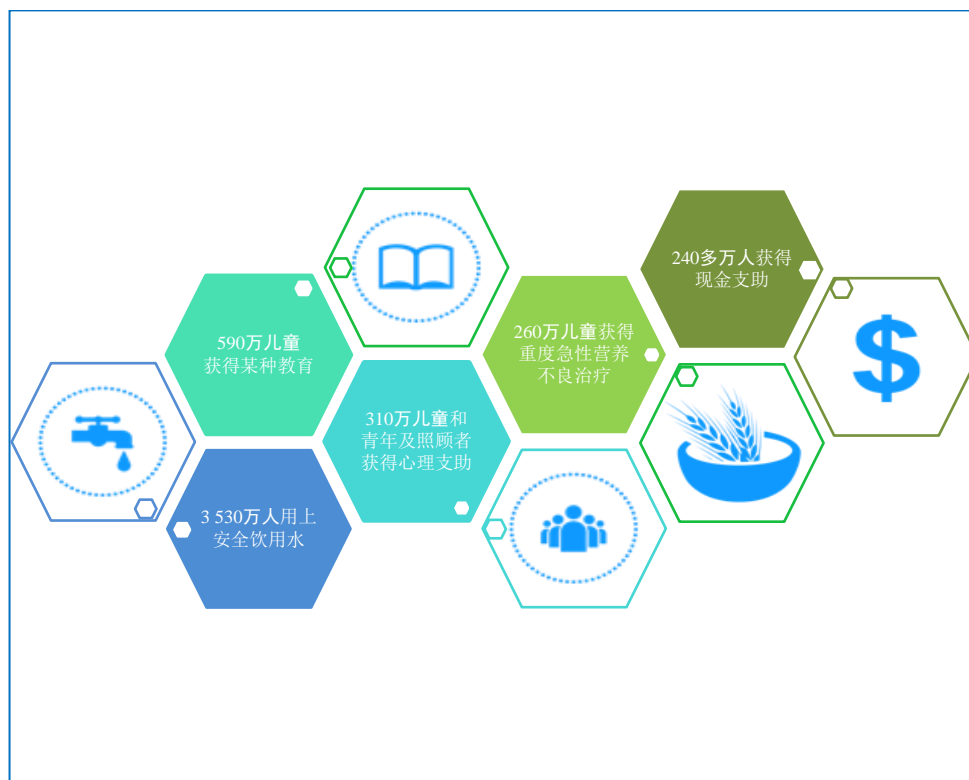 240多万人获得
现金支助
590万儿童
获得某种教育
260万儿童获得
重度急性营养
不良治疗
310万儿童和
青年及照顾者
获得心理支助
3 530万人用上
安全饮用水